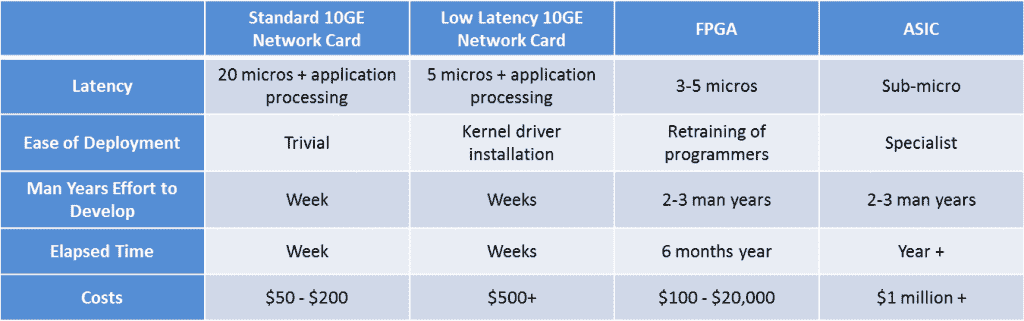 Standard 10GE
Network Card
Low Latency 10GE
Network Card
FPGA
ASIC
Latency
20 micros + application
processing
5 micros + application
processing
3-5 micros
Sub-micro
Ease of Deployment
Trivial
Kernel driver
installation
Retraining of
programmers
Specialist
Man Years Effort to
Develop
Week
Weeks
2-3 man years
2-3 man years
Elapsed Time
Week
Weeks
6 months year
Year +
Costs
$50 - $200
$500+
$100 - $20,000
$1 million +